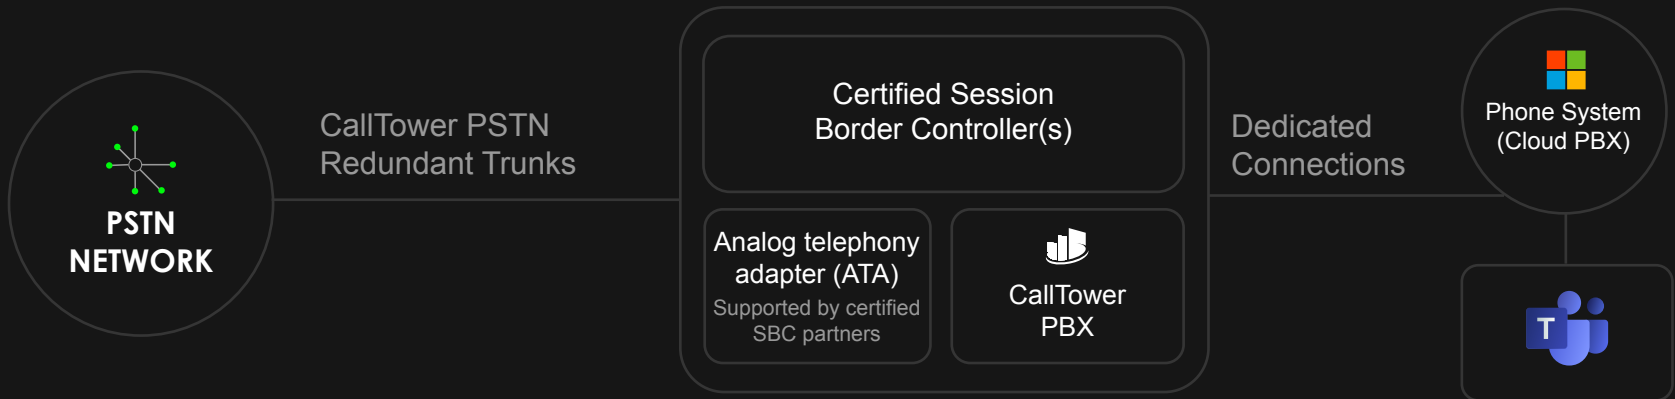 PSTN
NETWORK
CallTower PSTN
Redundant Trunks
Certified Session
Border Controller(s)
Analog telephony
adapter (ATA)
Supported by certified
SBC partners
CallTower
PBX
Dedicated
Connections
Phone System
(Cloud PBX)
T